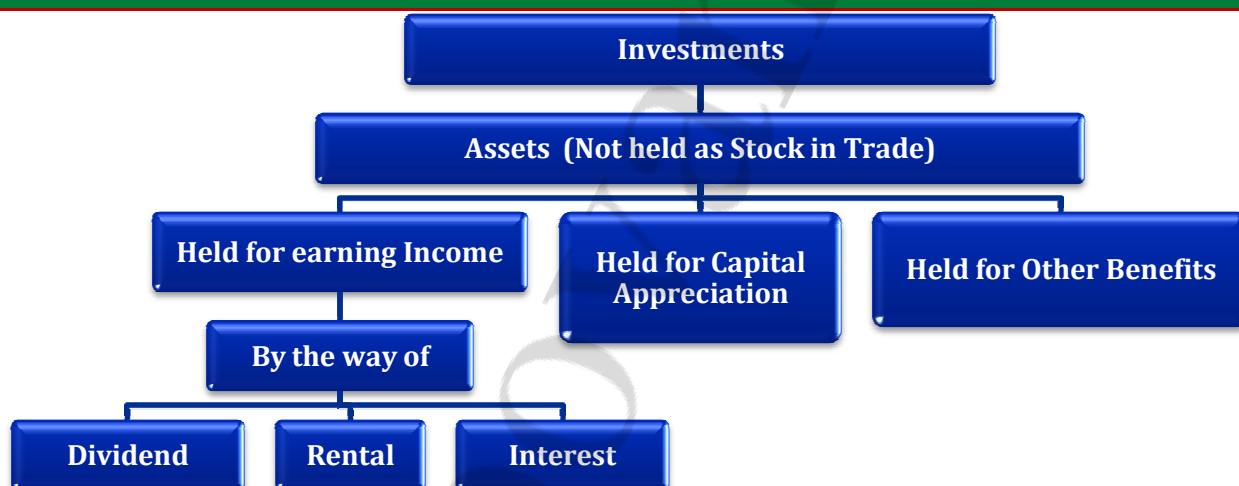 Investments
Assets (Not held as Stock in Trade)
Held for earning Income
Held for Capital
Appreciation
Held for Other Benefits
By the way of
Dividend
Rental
Interest